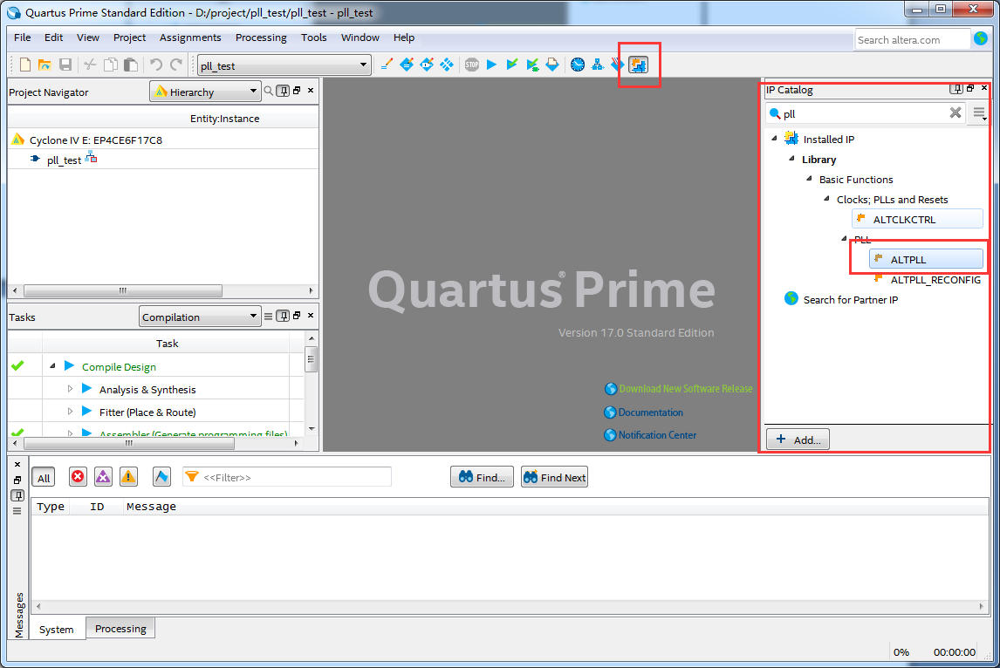 Quartus Prime Standard Edition - D:/project/pll_test/pll_test - pll_test
File Edit View Project Assignments Processing Tools Window Help
Search altera.com
pll_test
STOP
Project Navigator
Hierarchy
Entity:Instance
Cyclone IV E: EP4CE6F17C8
pll_test
Tasks
Compilation
Task
Compile Design
Analysis & Synthesis
Fitter (Place & Route)
Assembler (Generate programming files)
Quartus® Prime
Version 17.0 Standard Edition
Download New Software Release
Documentation
Notification Center
IP Catalog
pll
Installed IP
Library
Basic Functions
Clocks; PLLs and Resets
ALTCLKCTRL
PLL
ALTPLL
ALTPLL_RECONFIG
Search for Partner IP
Add...
All
<<Filter>>
Find...
Find Next
Type ID Message
Messages
System Processing
0% 00:00:00